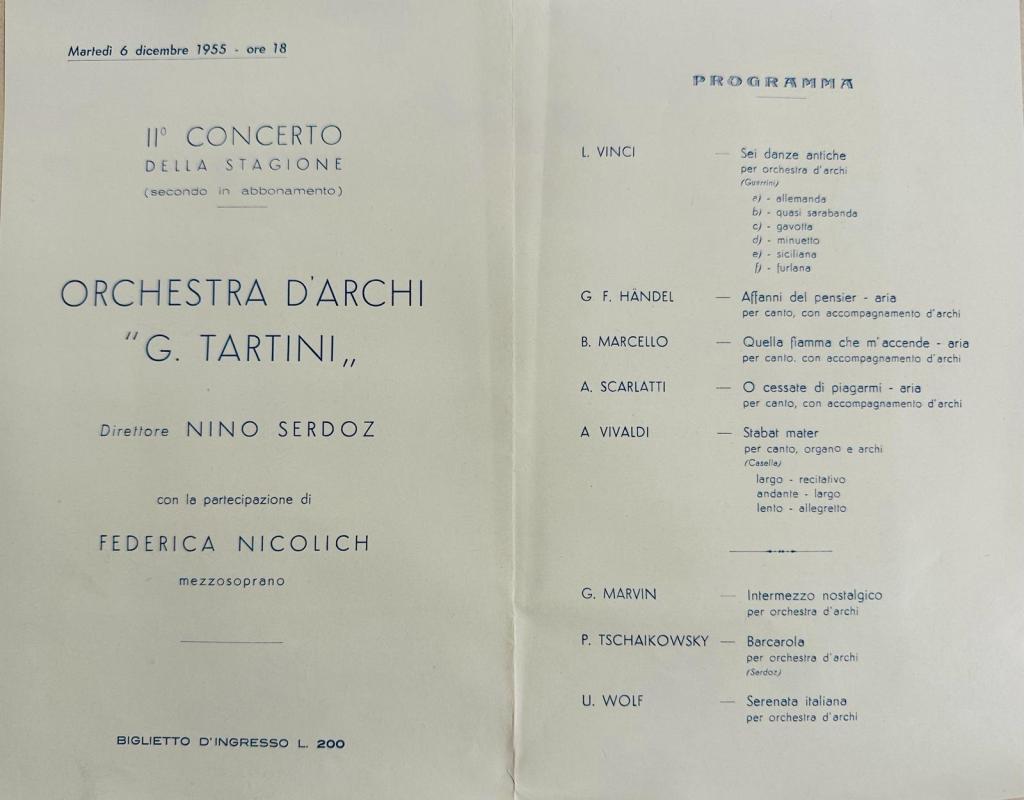 Martedì 6 dicembre 1955 - ore 18
IIº CONCERTO
DELLA STAGIONE
(secondo in abbonamento)
ORCHESTRA D'ARCHI
"G. TARTINI„
Direttore NINO SERDOZ
con la partecipazione di
FEDERICA NICOLICH
mezzosoprano
BIGLIETTO D'INGRESSO L. 200
PROGRAMMA
L. VINCI — Sei danze antiche
per orchestra d'archi
(Guerrini)
a) - allemanda
b) - quasi sarabanda
c) - gavotta
d) - minuetto
e) - siciliana
f) - furlana
G F. HÄNDEL — Affanni del pensier - aria
per canto, con accompagnamento d'archi
B. MARCELLO — Quella fiamma che m'accende - aria
per canto, con accompagnamento d'archi
A. SCARLATTI — O cessate di piagarmi - aria
per canto, con accompagnamento d'archi
A VIVALDI — Stabat mater
per canto, organo e archi
(Casella)
largo - recitativo
andante - largo
lento - allegretto
G. MARVIN — Intermezzo nostalgico
per orchestra d'archi
P. TSCHAIKOWSKY — Barcarola
per orchestra d'archi
(Serdoz)
U. WOLF — Serenata italiana
per orchestra d'archi